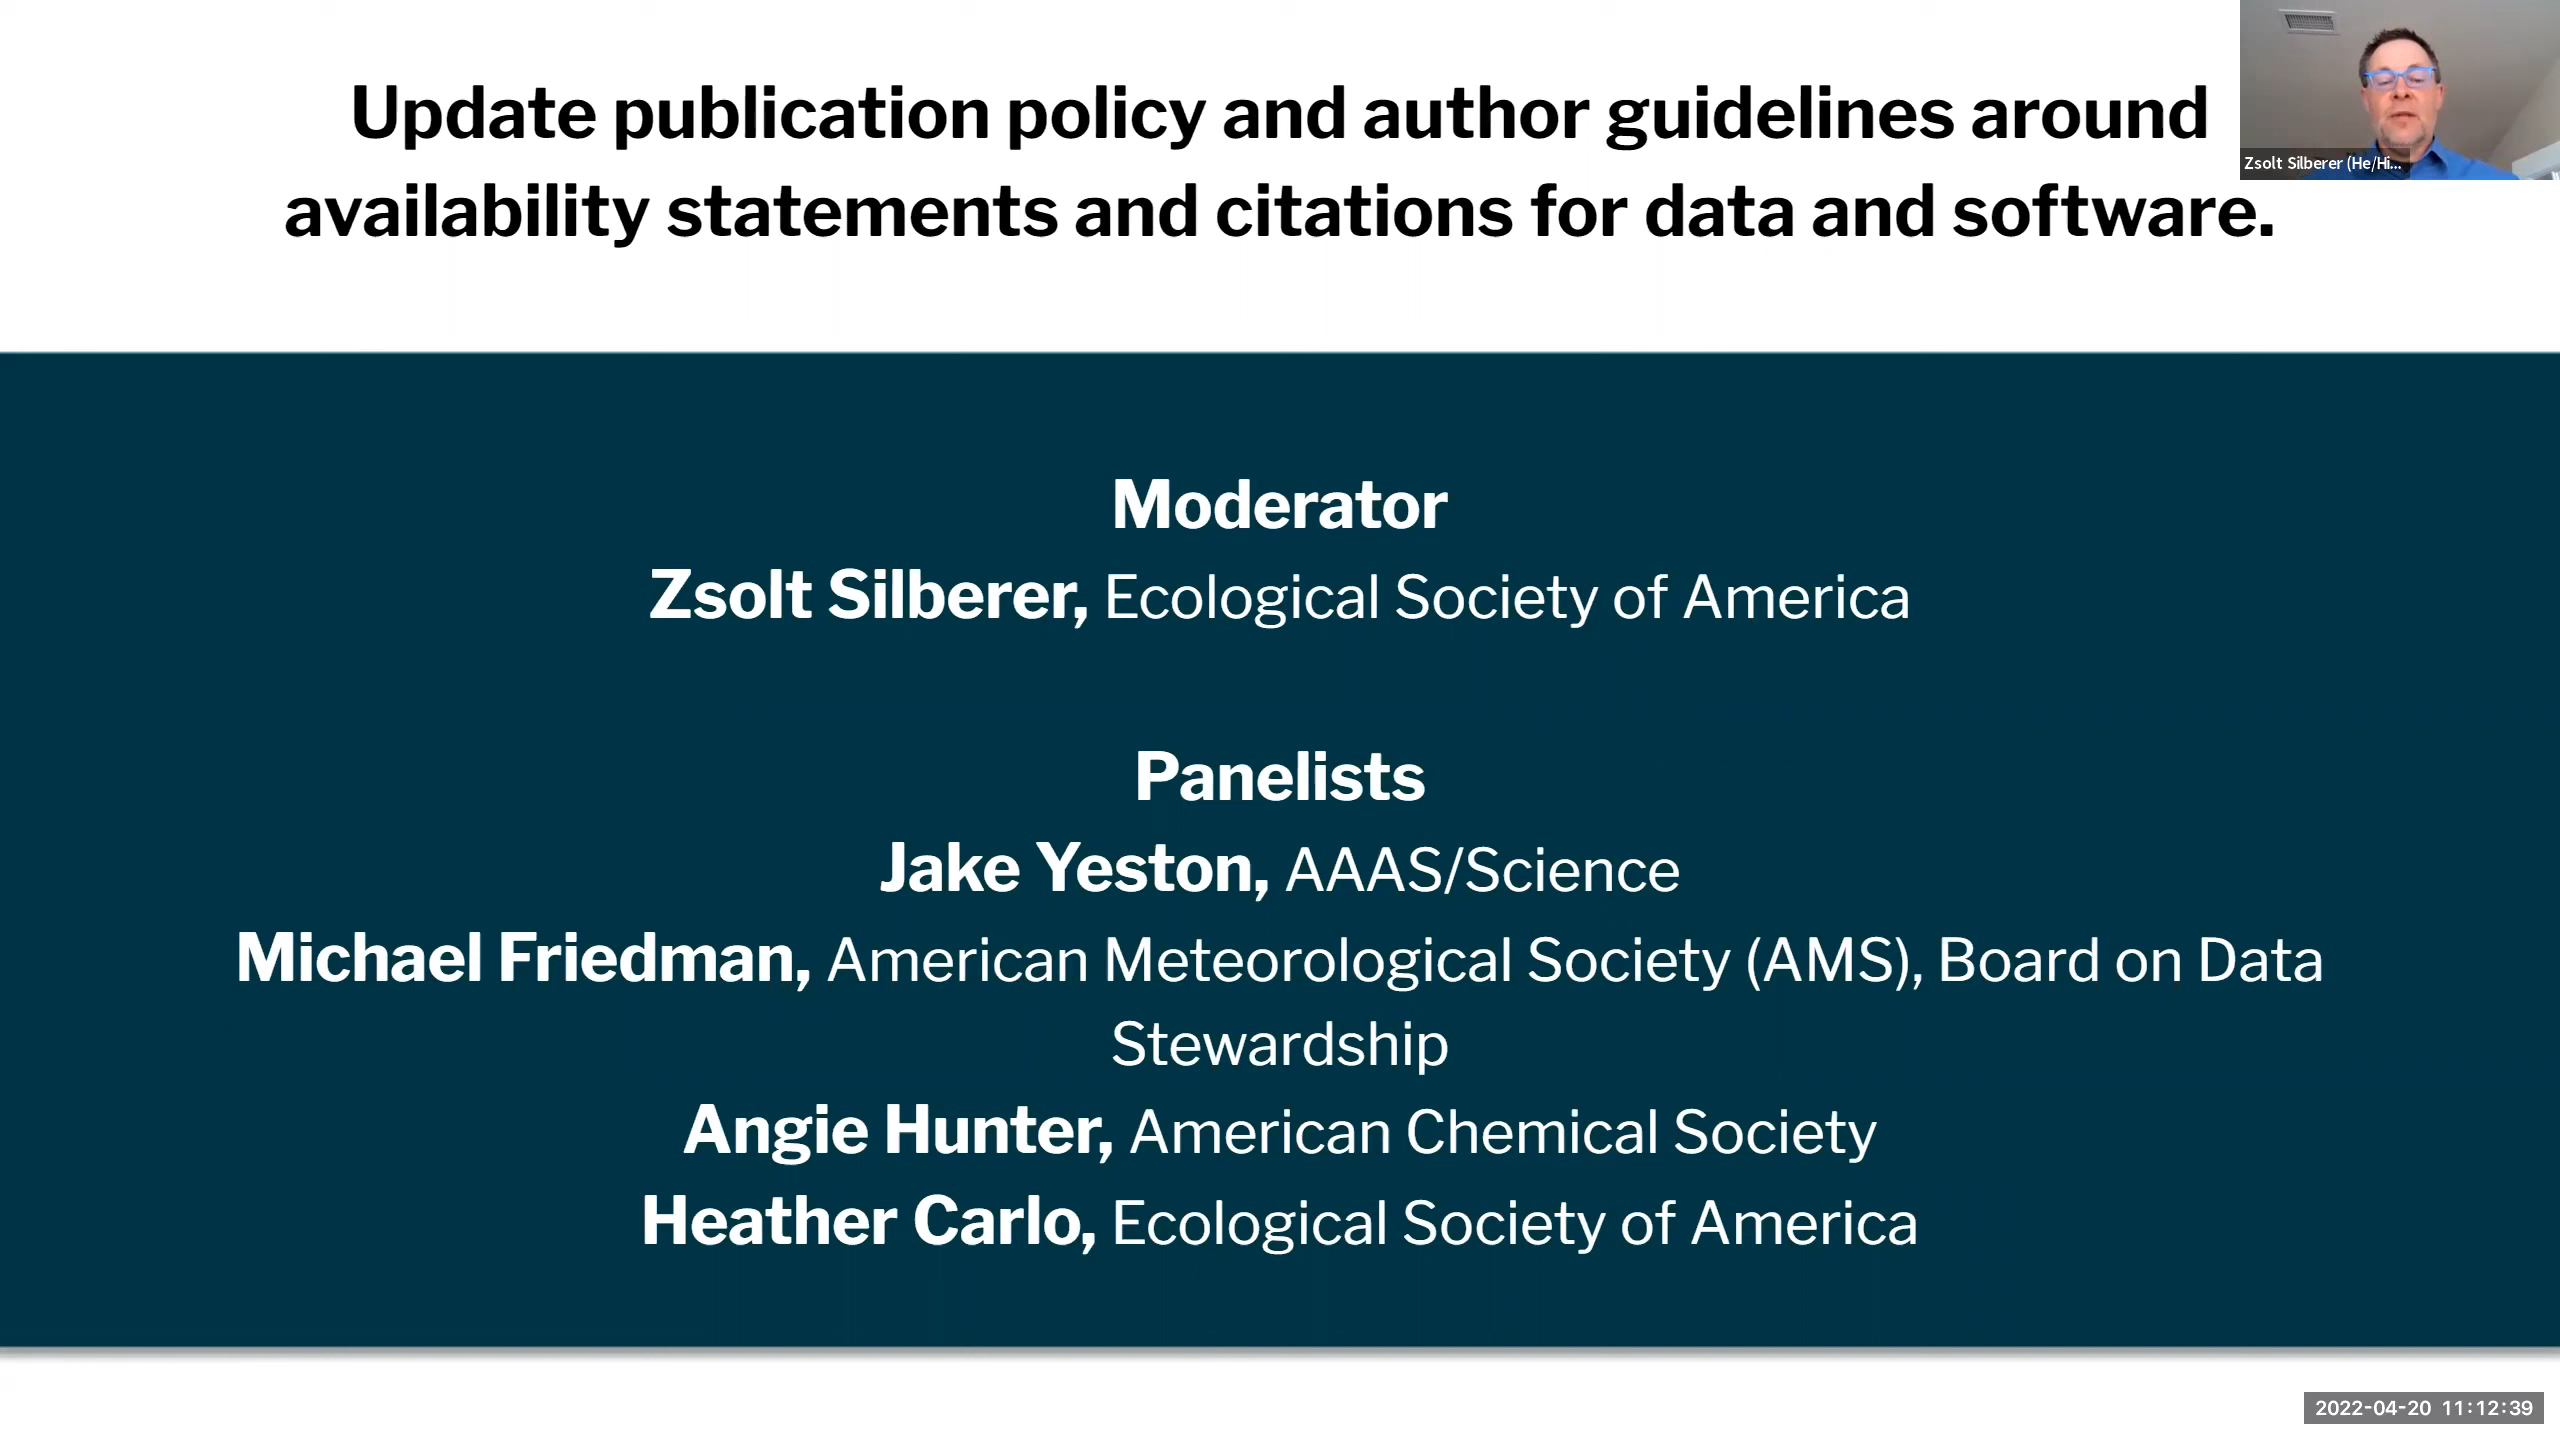 Update publication policy and author guidelines around
availability statements and citations for data and software.
Zsolt Silberer (He/Hi...
Moderator
Zsolt Silberer, Ecological Society of America
Panelists
Jake Yeston, AAAS/Science
Michael Friedman, American Meteorological Society (AMS), Board on Data
Stewardship
Angie Hunter, American Chemical Society
Heather Carlo, Ecological Society of America
2022-04-20 11:12:39